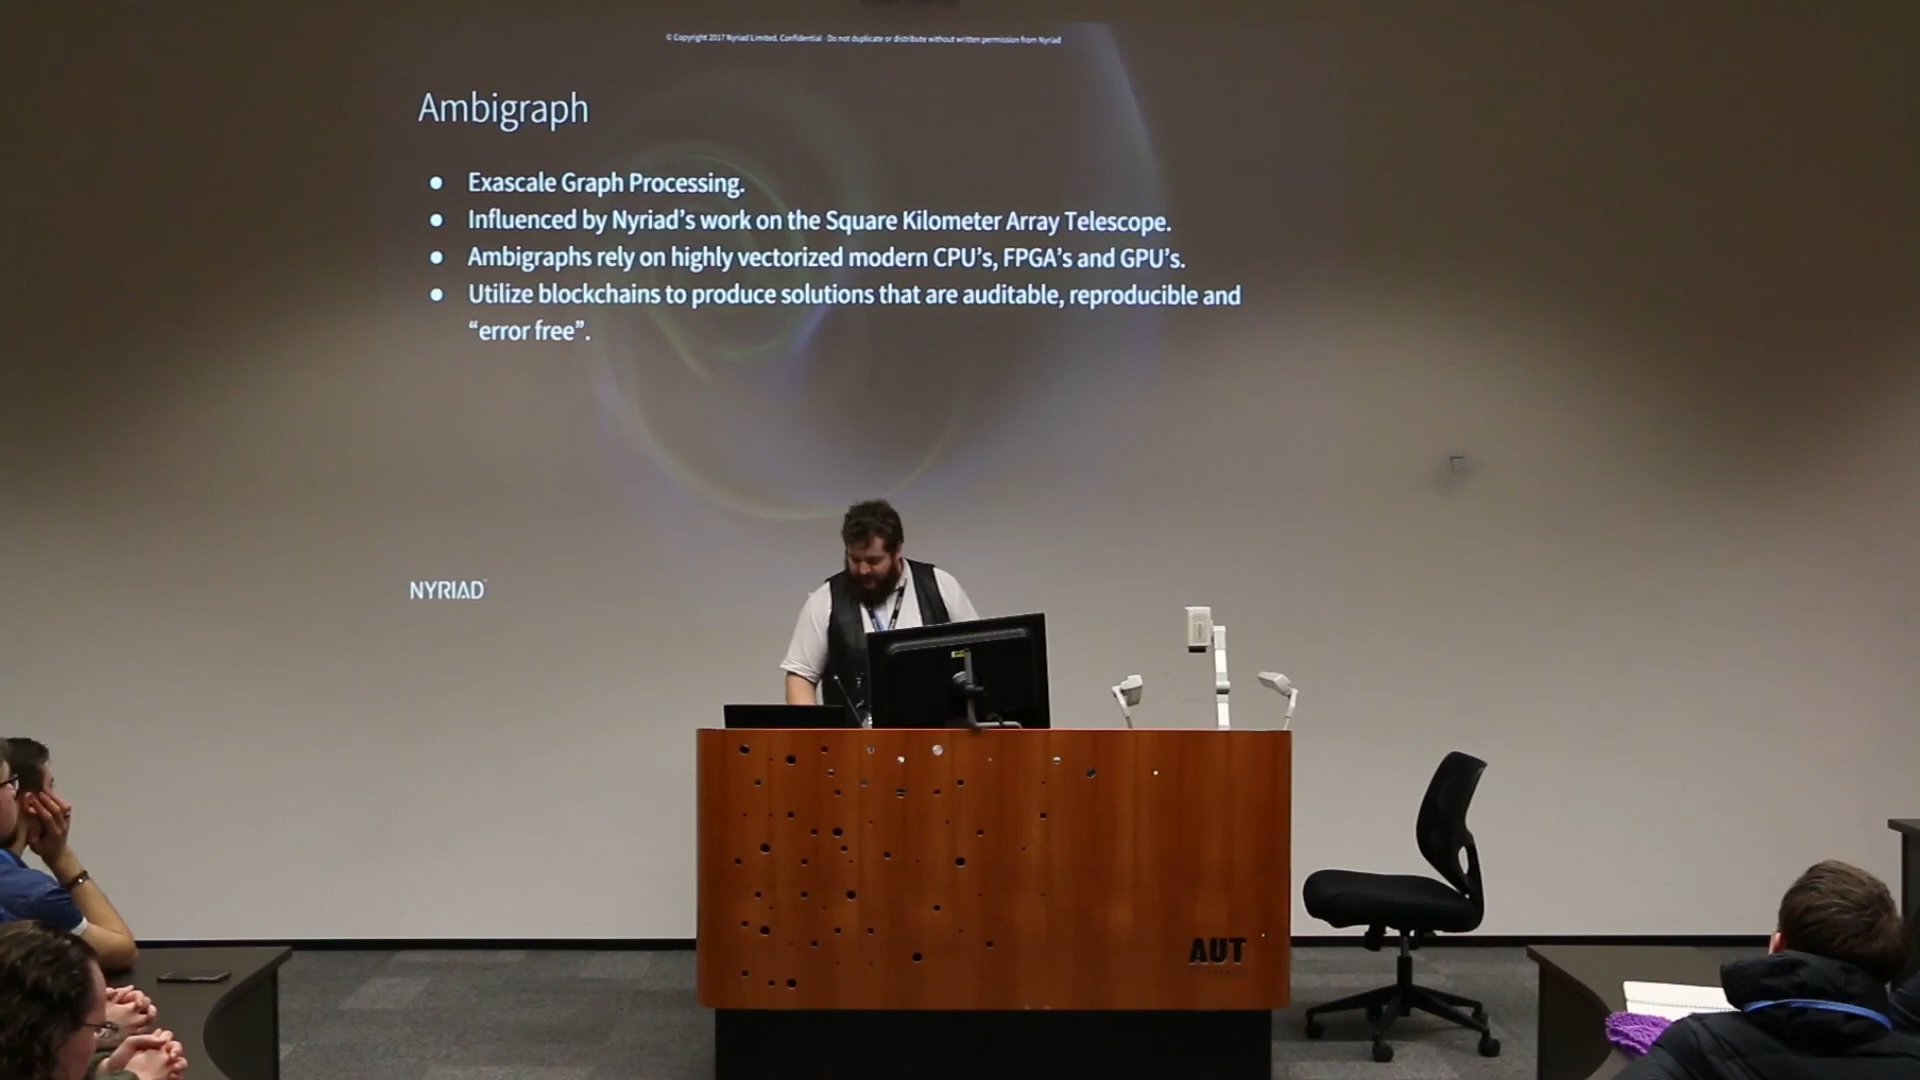 © Copyright 2017 Nyriad Limited, Confidential - Do not duplicate or distribute without written permission from Nyriad
Ambigraph
● Exascale Graph Processing.
● Influenced by Nyriad's work on the Square Kilometer Array Telescope.
● Ambigraphs rely on highly vectorized modern CPU's, FPGA's and GPU's.
● Utilize blockchains to produce solutions that are auditable, reproducible and
“error free”.
NYRIAD
AUT